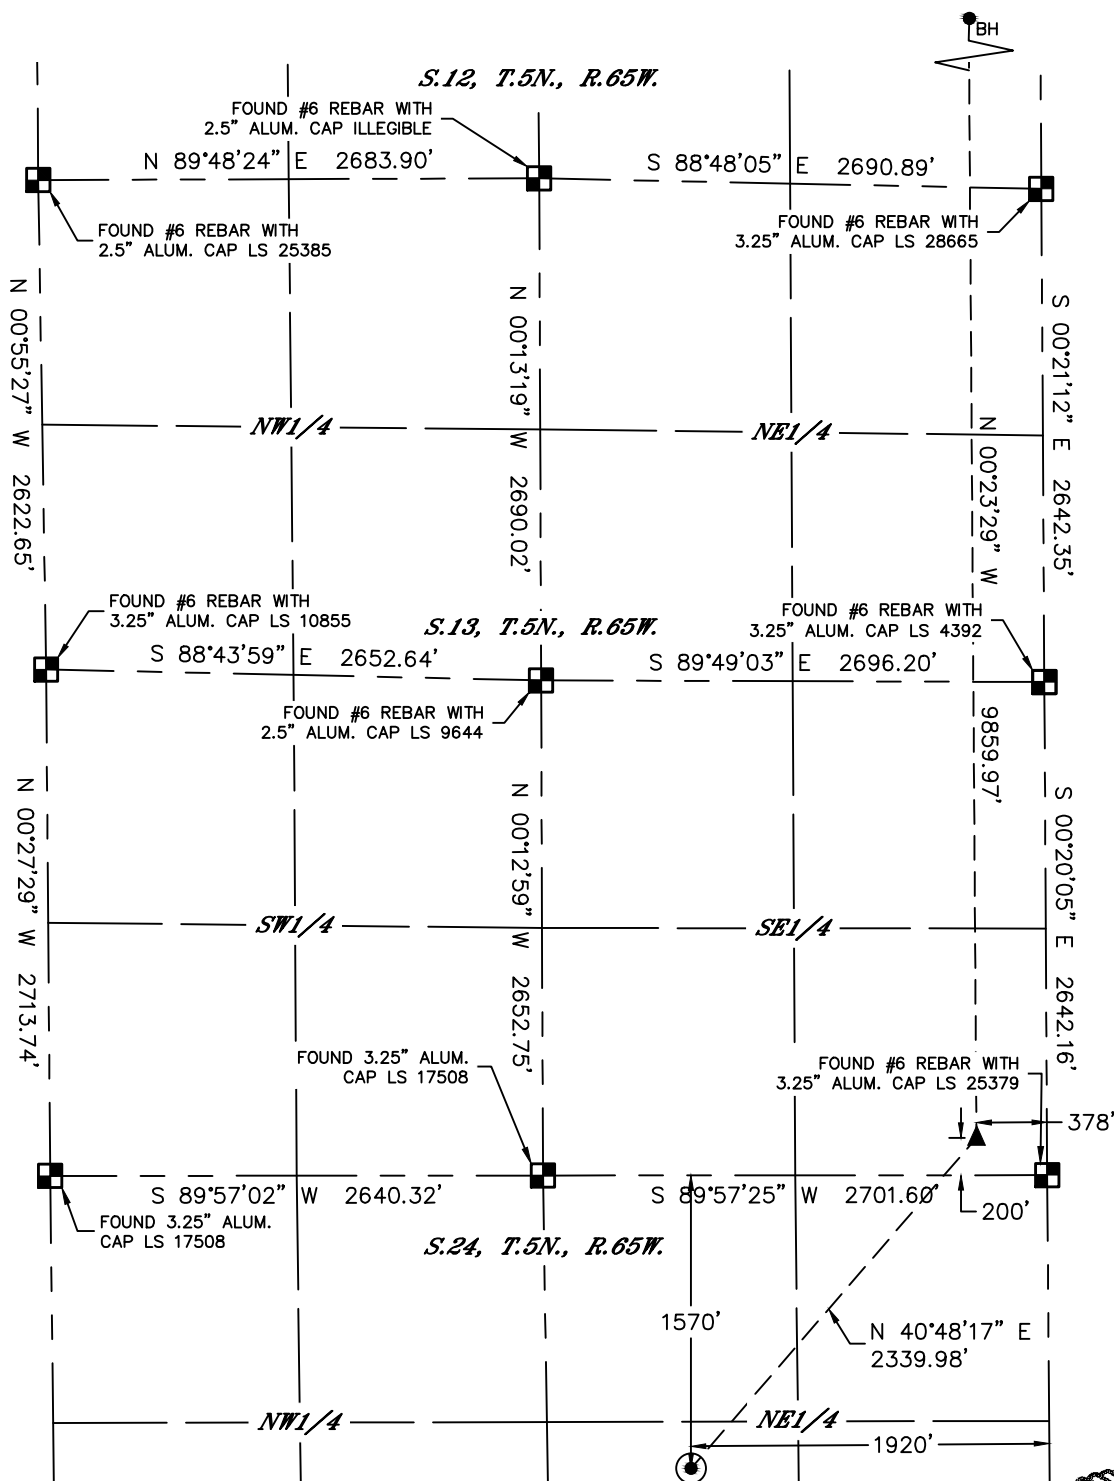 BH
S.12, T.5N., R.65W.
FOUND #6 REBAR WITH
2.5" ALUM. CAP ILLEGIBLE
N 89°48'24" E 2683.90'
S 88°48'05" E 2690.89'
FOUND #6 REBAR WITH
2.5" ALUM. CAP LS 25385
FOUND #6 REBAR WITH
3.25" ALUM. CAP LS 28665
N 00°55'27" W 2622.65'
N 00°13'19" W 2690.02'
S 00°21'12" E 2642.35'
N 00°23'29" W
9859.97'
NW1/4
NE1/4
FOUND #6 REBAR WITH
3.25" ALUM. CAP LS 10855
S.13, T.5N., R.65W.
FOUND #6 REBAR WITH
3.25" ALUM. CAP LS 4392
S 88°43'59" E 2652.64'
S 89°49'03" E 2696.20'
FOUND #6 REBAR WITH
2.5" ALUM. CAP LS 9644
N 00°27'29" W 2713.74'
N 00°12'59" W 2652.75'
S 00°20'05" E 2642.16'
SW1/4
SE1/4
FOUND 3.25" ALUM.
CAP LS 17508
FOUND #6 REBAR WITH
3.25" ALUM. CAP LS 25379
378'
S 89°57'02" W 2640.32'
S 89°57'25" W 2701.60'
200'
FOUND 3.25" ALUM.
CAP LS 17508
S.24, T.5N., R.65W.
1570'
N 40°48'17" E
2339.98'
NW1/4
NE1/4
1920'